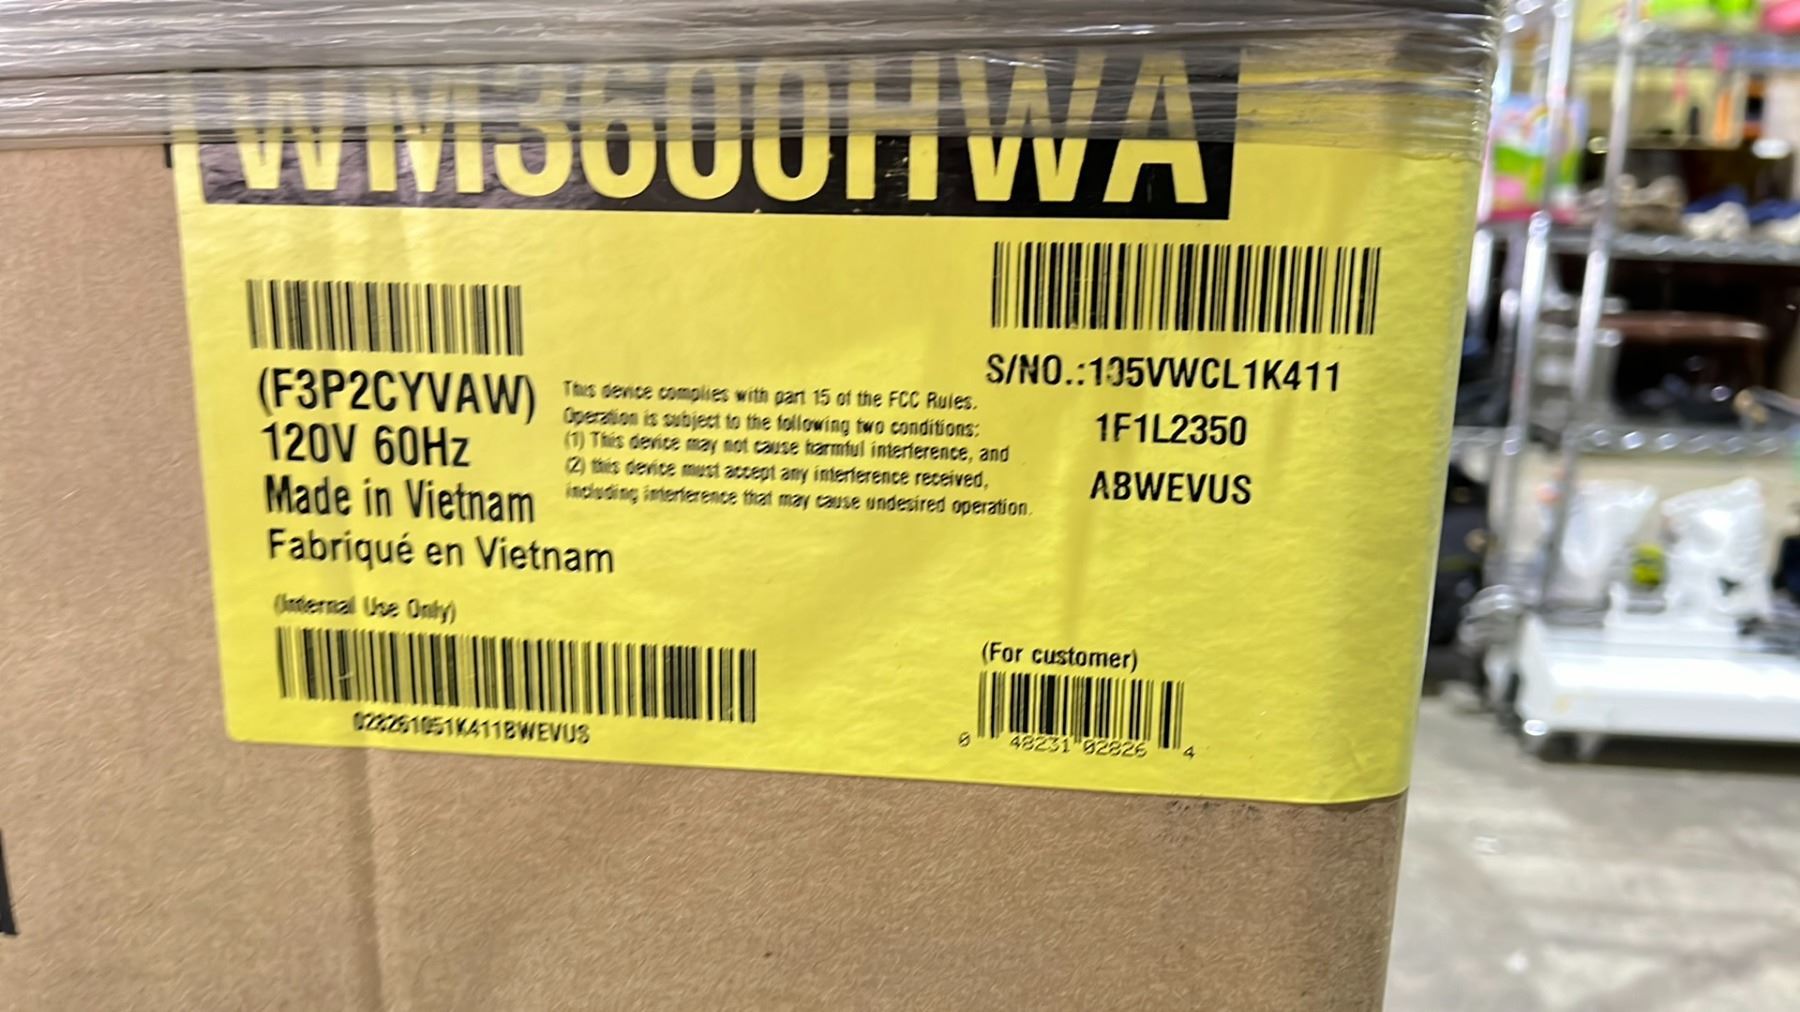 WM3600HWA
(F3P2CYVAW)
120V 60Hz
Made in Vietnam
Fabriqué en Vietnam
This device complies with part 15 of the FCC Rules.
Operation is subject to the following two conditions:
(1) This device may not cause harmful interference, and
(2) this device must accept any interference received,
including interference that may cause undesired operation.
S/NO.:105VWCL1K411
1F1L2350
ABWEVUS
(Internal Use Only)
028261051K411BWEVUS
(For customer)
0 48231 02826 4